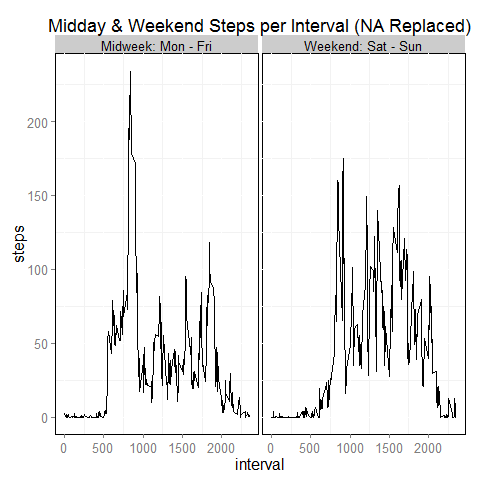 Midday & Weekend Steps per Interval (NA Replaced)
Midweek: Mon - Fri
Weekend: Sat - Sun
200
150
100
50
0
steps
0 500 1000 1500 2000
0 500 1000 1500 2000
interval